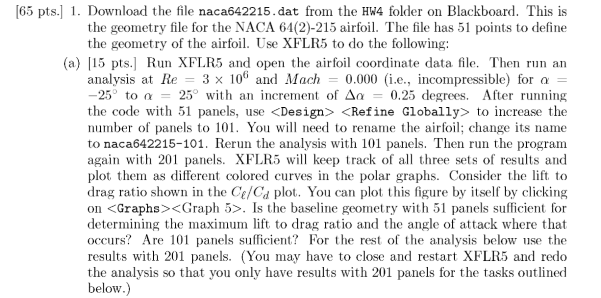 [65 pts.] 1. Download the file naca642215.dat from the HW4 folder on Blackboard. This is
the geometry file for the NACA 64(2)-215 airfoil. The file has 51 points to define
the geometry of the airfoil. Use XFLR5 to do the following:
(a) [15 pts.] Run XFLR5 and open the airfoil coordinate data file. Then run an
analysis at Re = 3 × 10⁶ and Mach = 0.000 (i.e., incompressible) for α =
−25° to α = 25° with an increment of Δα = 0.25 degrees. After running
the code with 51 panels, use <Design> <Refine Globally> to increase the
number of panels to 101. You will need to rename the airfoil; change its name
to naca642215-101. Rerun the analysis with 101 panels. Then run the program
again with 201 panels. XFLR5 will keep track of all three sets of results and
plot them as different colored curves in the polar graphs. Consider the lift to
drag ratio shown in the Cℓ/Cd plot. You can plot this figure by itself by clicking
on <Graphs><Graph 5>. Is the baseline geometry with 51 panels sufficient for
determining the maximum lift to drag ratio and the angle of attack where that
occurs? Are 101 panels sufficient? For the rest of the analysis below use the
results with 201 panels. (You may have to close and restart XFLR5 and redo
the analysis so that you only have results with 201 panels for the tasks outlined
below.)